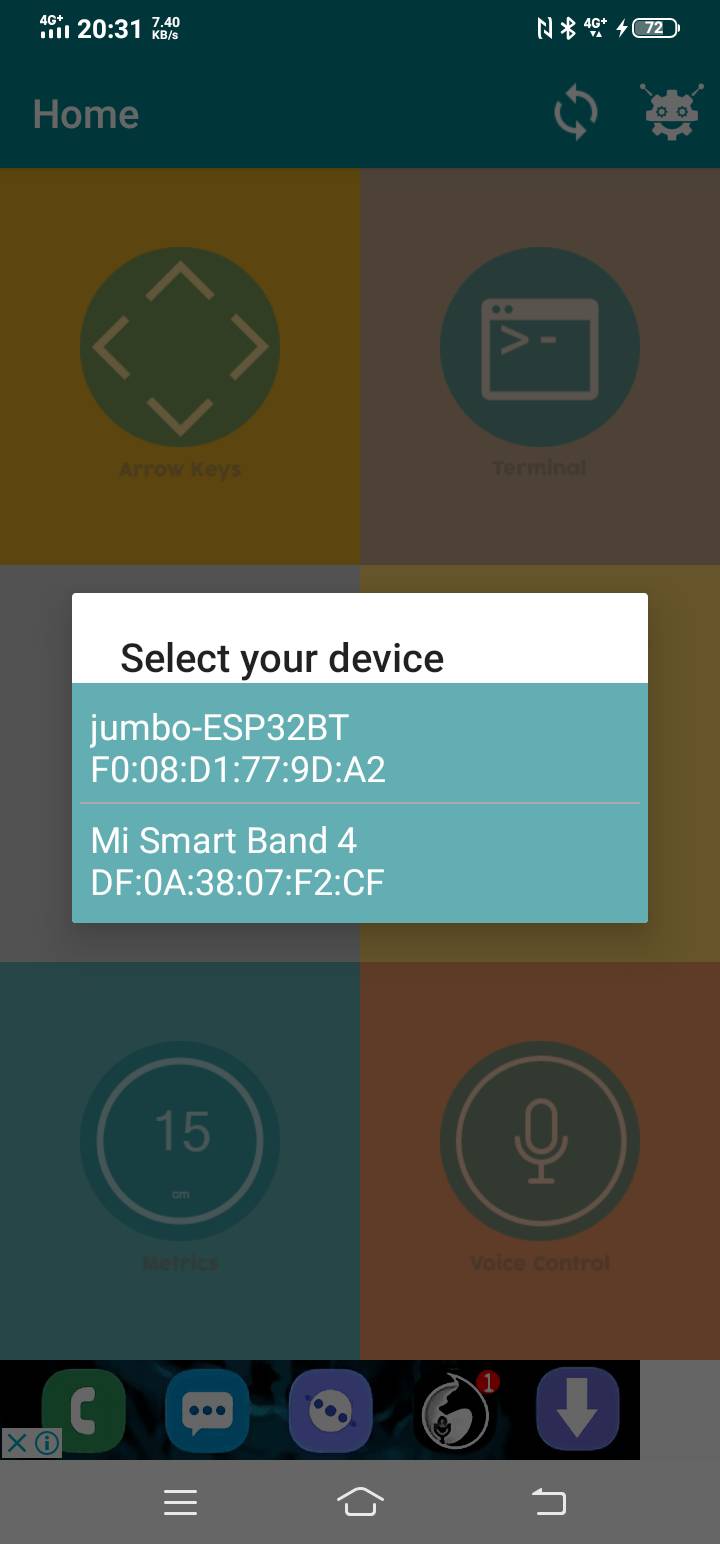 4G+ 20:31 7.40 KB/s 4G+ 72
Home
Arrow Keys
Terminal
Select your device
jumbo-ESP32BT
F0:08:D1:77:9D:A2
Mi Smart Band 4
DF:0A:38:07:F2:CF
15
cm
Metrics
Voice Control
1